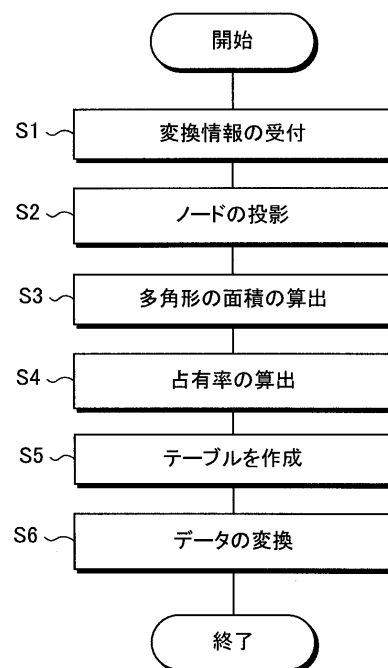 開始
S1 変換情報の受付
S2 ノードの投影
S3 多角形の面積の算出
S4 占有率の算出
S5 テーブルを作成
S6 データの変換
終了